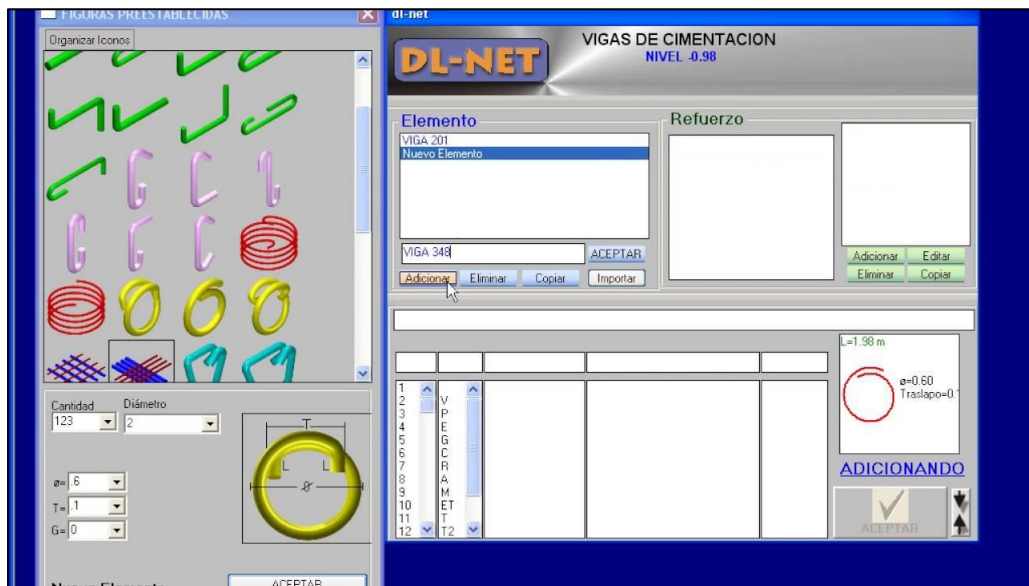 FIGURAS PREESTABLECIDAS
Organizar Iconos
Cantidad Diámetro
123 2
ø= .6
T= .1
G= 0
T
L L
ø
ACEPTAR
dl-net
DL-NET
VIGAS DE CIMENTACION
NIVEL -0.98
Elemento
VIGA 201
Nuevo Elemento
VIGA 348
ACEPTAR
Adicionar Eliminar Copiar Importar
Refuerzo
Adicionar Editar
Eliminar Copiar
1
2 V
3 P
4 E
5 G
6 C
7 R
8 A
9 M
10 ET
11 T
12 T2
L=1.98 m
ø=0.60
Traslapo=0.1
ADICIONANDO
ACEPTAR